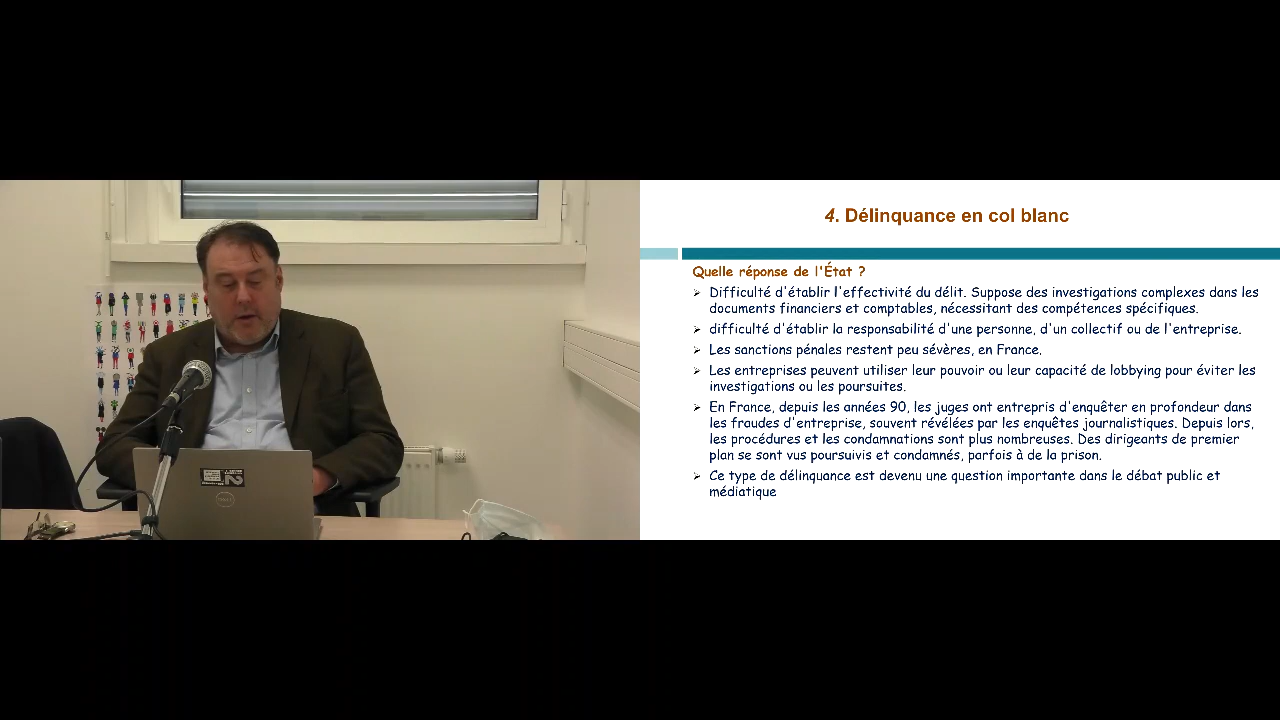 4. Délinquance en col blanc
Quelle réponse de l'État ?
➢ Difficulté d'établir l'effectivité du délit. Suppose des investigations complexes dans les
documents financiers et comptables, nécessitant des compétences spécifiques.
➢ difficulté d'établir la responsabilité d'une personne, d'un collectif ou de l'entreprise.
➢ Les sanctions pénales restent peu sévères, en France.
➢ Les entreprises peuvent utiliser leur pouvoir ou leur capacité de lobbying pour éviter les
investigations ou les poursuites.
➢ En France, depuis les années 90, les juges ont entrepris d'enquêter en profondeur dans
les fraudes d'entreprise, souvent révélées par les enquêtes journalistiques. Depuis lors,
les procédures et les condamnations sont plus nombreuses. Des dirigeants de premier
plan se sont vus poursuivis et condamnés, parfois à de la prison.
➢ Ce type de délinquance est devenu une question importante dans le débat public et
médiatique
DELL